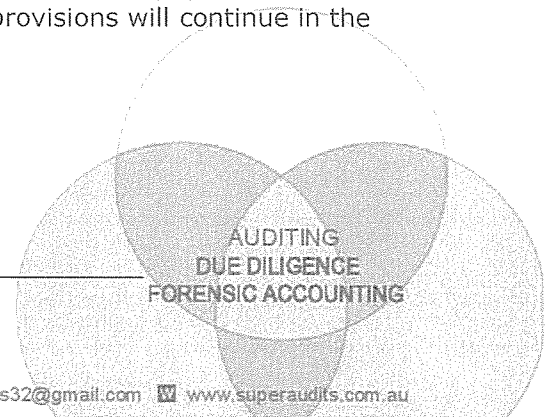 provisions will continue in the
AUDITING
DUE DILIGENCE
FORENSIC ACCOUNTING
s32@gmail.com W www.superaudits.com.au